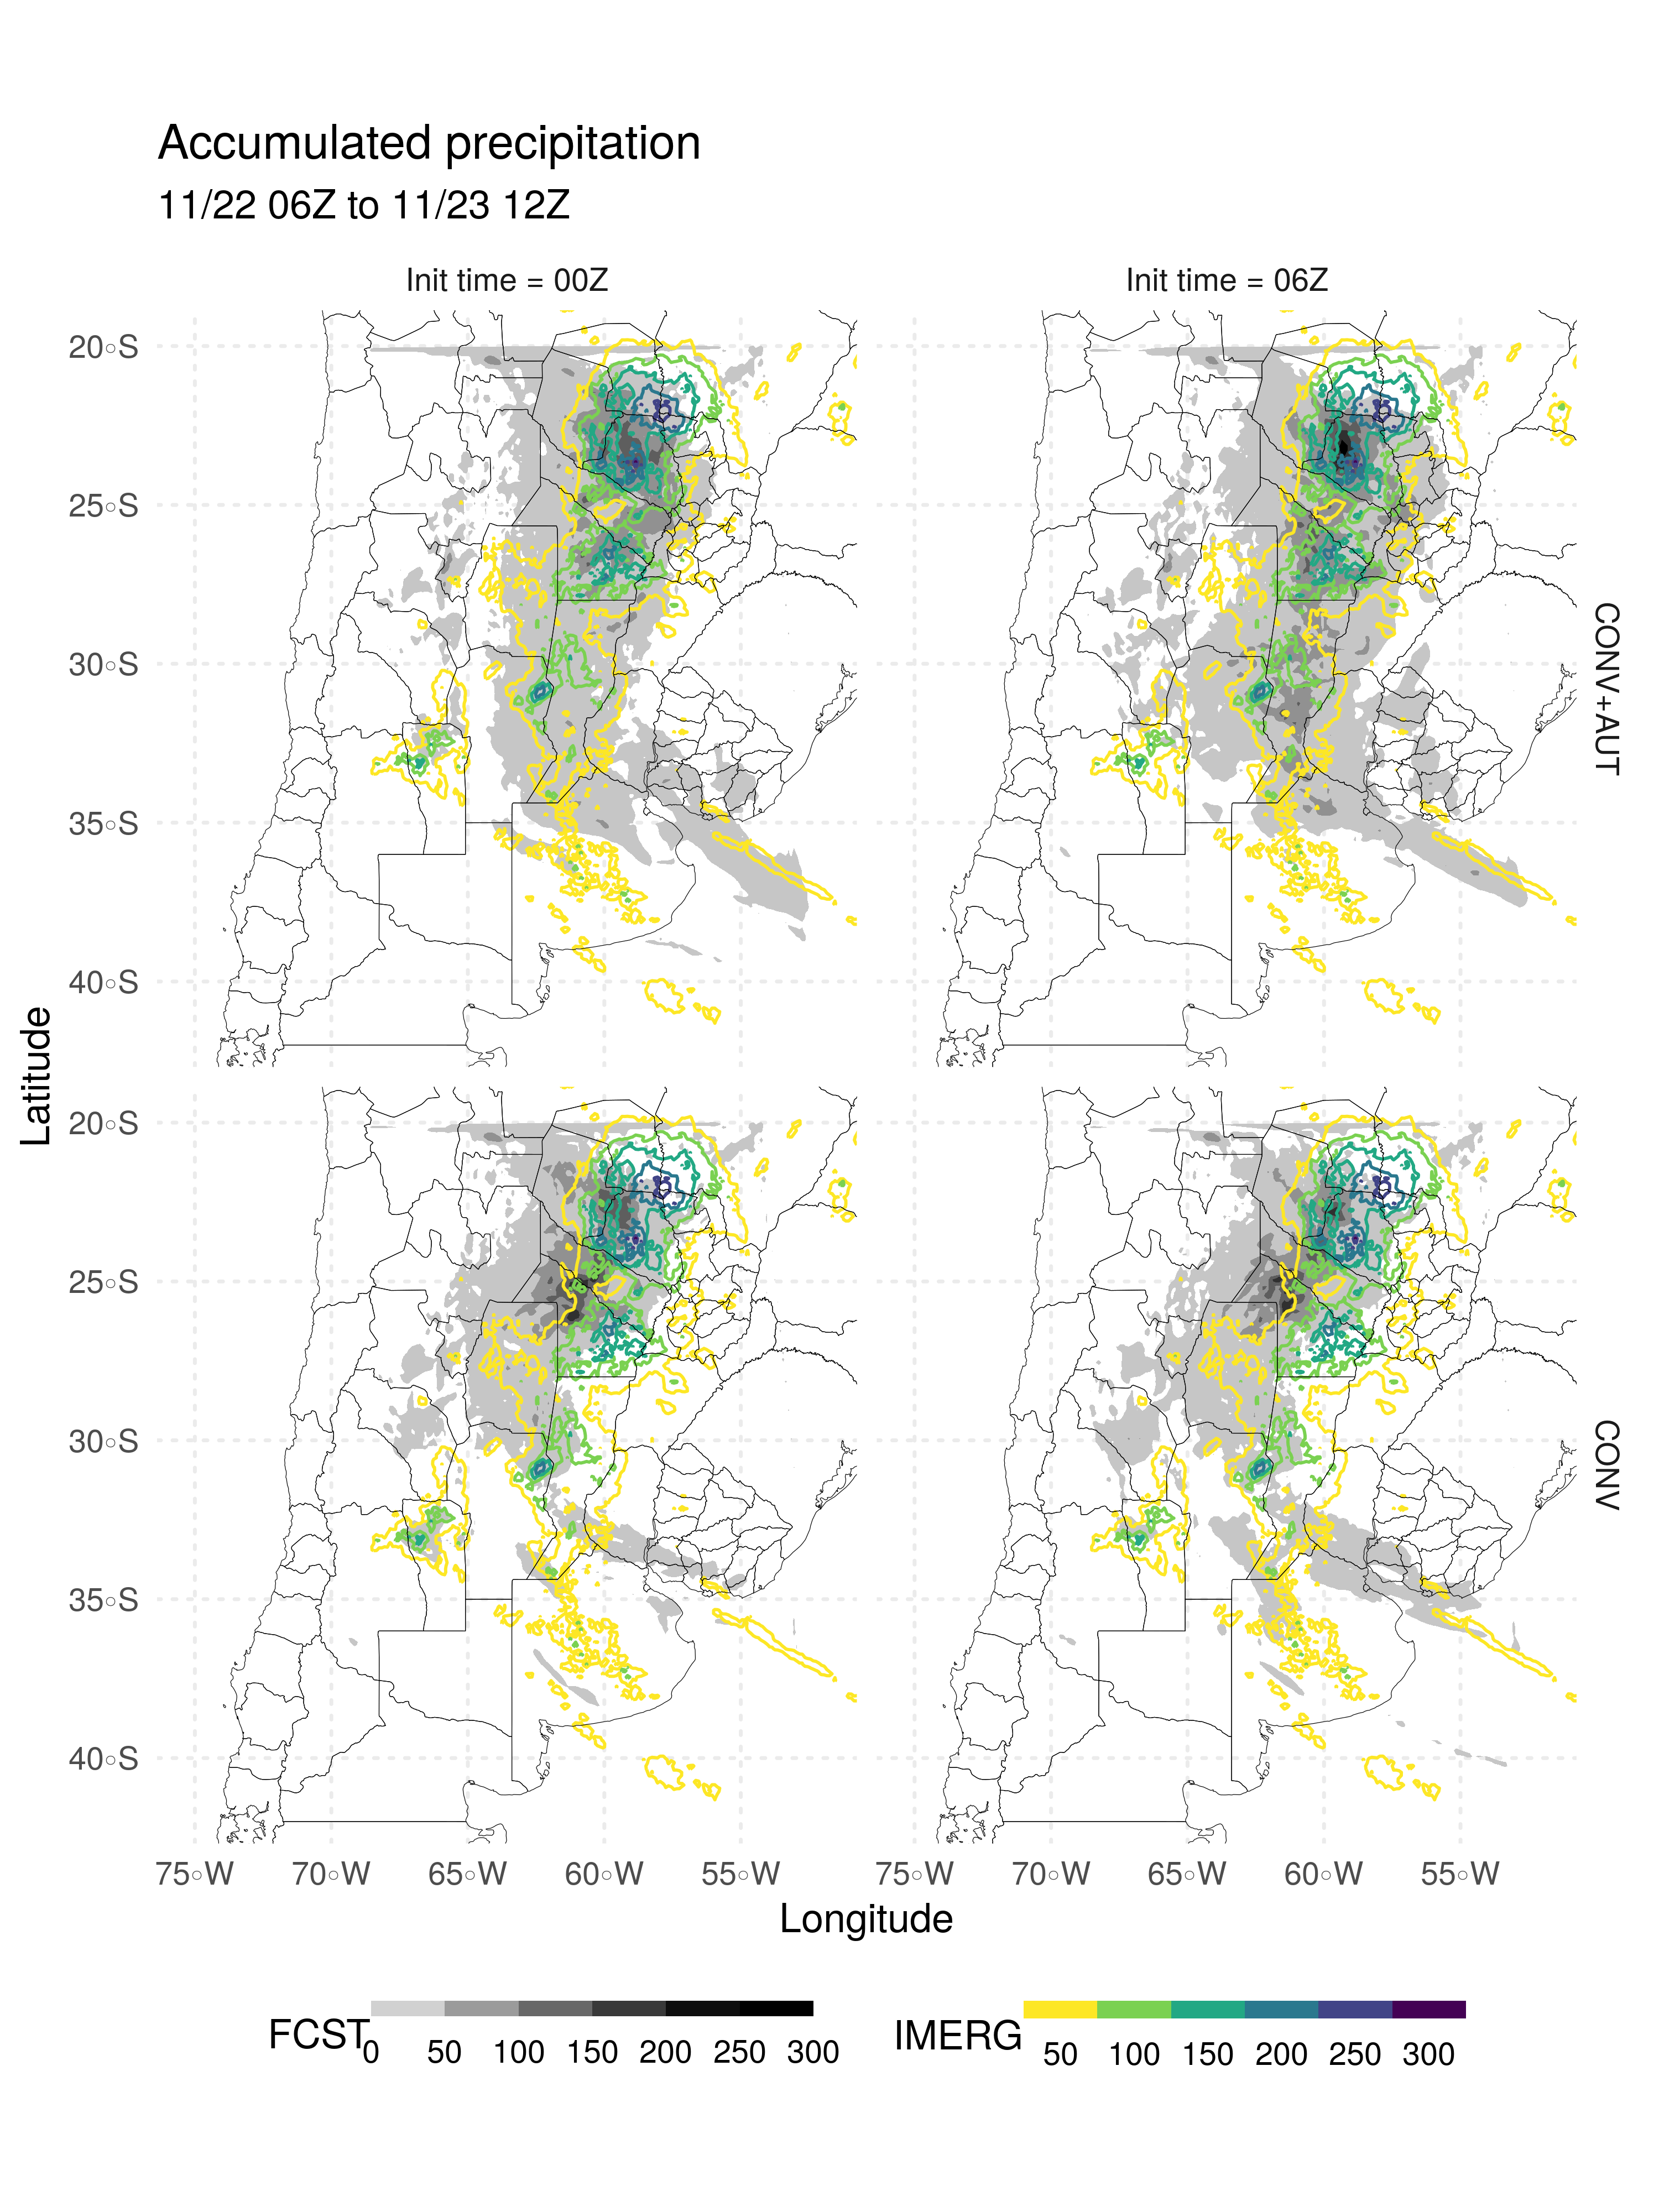 Accumulated precipitation
11/22 06Z to 11/23 12Z
Init time = 00Z
Init time = 06Z
20◦S
25◦S
30◦S
35◦S
40◦S
CONV+AUT
Latitude
20◦S
25◦S
30◦S
35◦S
40◦S
CONV
75◦W 70◦W 65◦W 60◦W 55◦W
75◦W 70◦W 65◦W 60◦W 55◦W
Longitude
FCST
0 50 100 150 200 250 300
IMERG
50 100 150 200 250 300